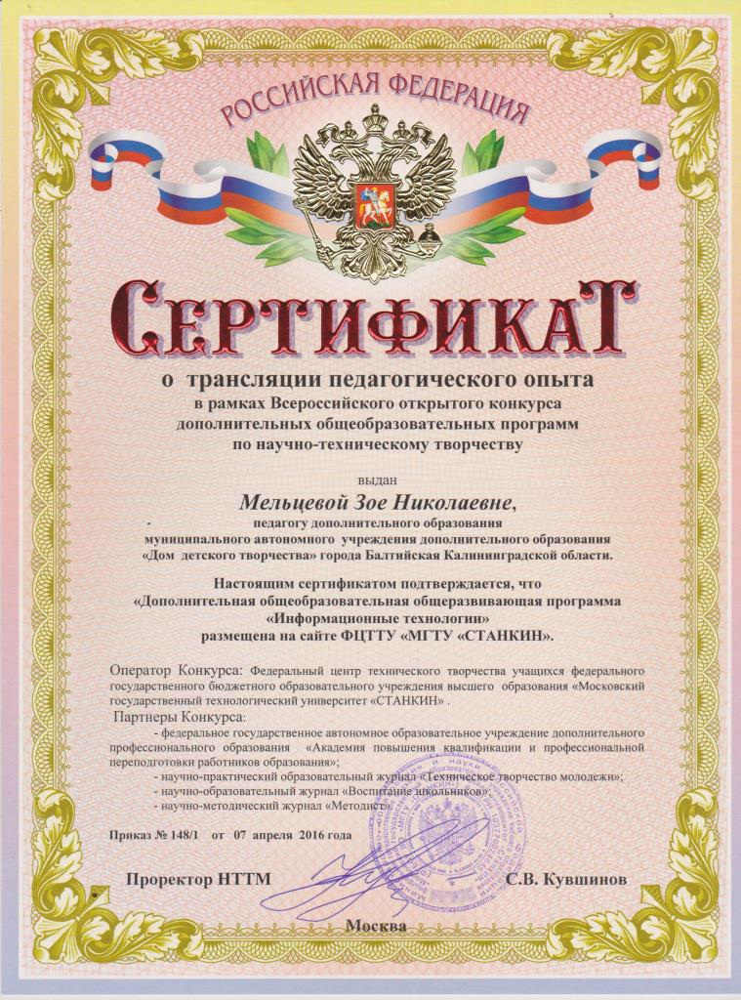 РОССИЙСКАЯ ФЕДЕРАЦИЯ
СЕРТИФИКАТ
о трансляции педагогического опыта
в рамках Всероссийского открытого конкурса
дополнительных общеобразовательных программ
по научно-техническому творчеству
выдан
Мельцевой Зое Николаевне,
педагогу дополнительного образования
муниципального автономного учреждения дополнительного образования
«Дом детского творчества» города Балтийская Калининградской области.
Настоящим сертификатом подтверждается, что
«Дополнительная общеобразовательная общеразвивающая программа
«Информационные технологии»
размещена на сайте ФЦТТУ «МГТУ «СТАНКИН».
Оператор Конкурса: Федеральный центр технического творчества учащихся федерального
государственного бюджетного образовательного учреждения высшего образования «Московский
государственный технологический университет «СТАНКИН» .
Партнеры Конкурса:
- федеральное государственное автономное образовательное учреждение дополнительного
профессионального образования «Академия повышения квалификации и профессиональной
переподготовки работников образования»;
- научно-практический образовательный журнал «Техническое творчество молодежи»;
- научно-образовательный журнал «Воспитание школьников»;
- научно-методический журнал «Методист».
Приказ № 148/1 от 07 апреля 2016 года
Проректор НТТМ С.В. Кувшинов
Москва